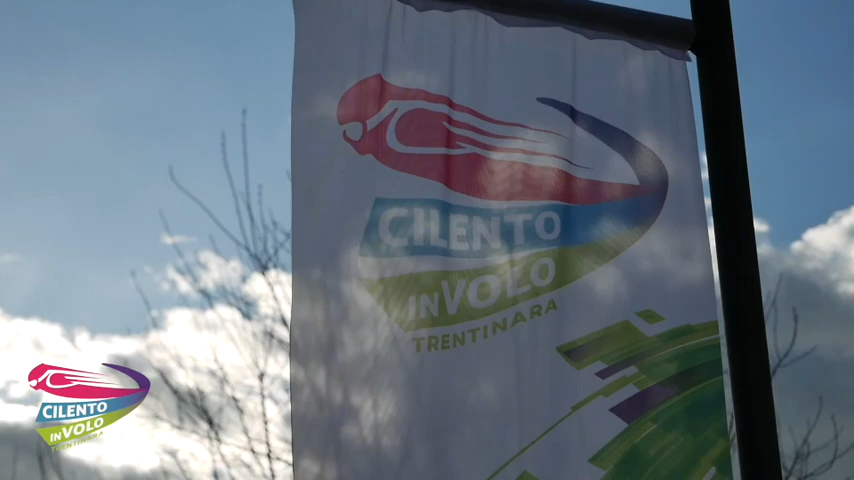 CILENTO
INVOLO
TRENTINARA
CILENTO
INVOLO
TRENTINARA